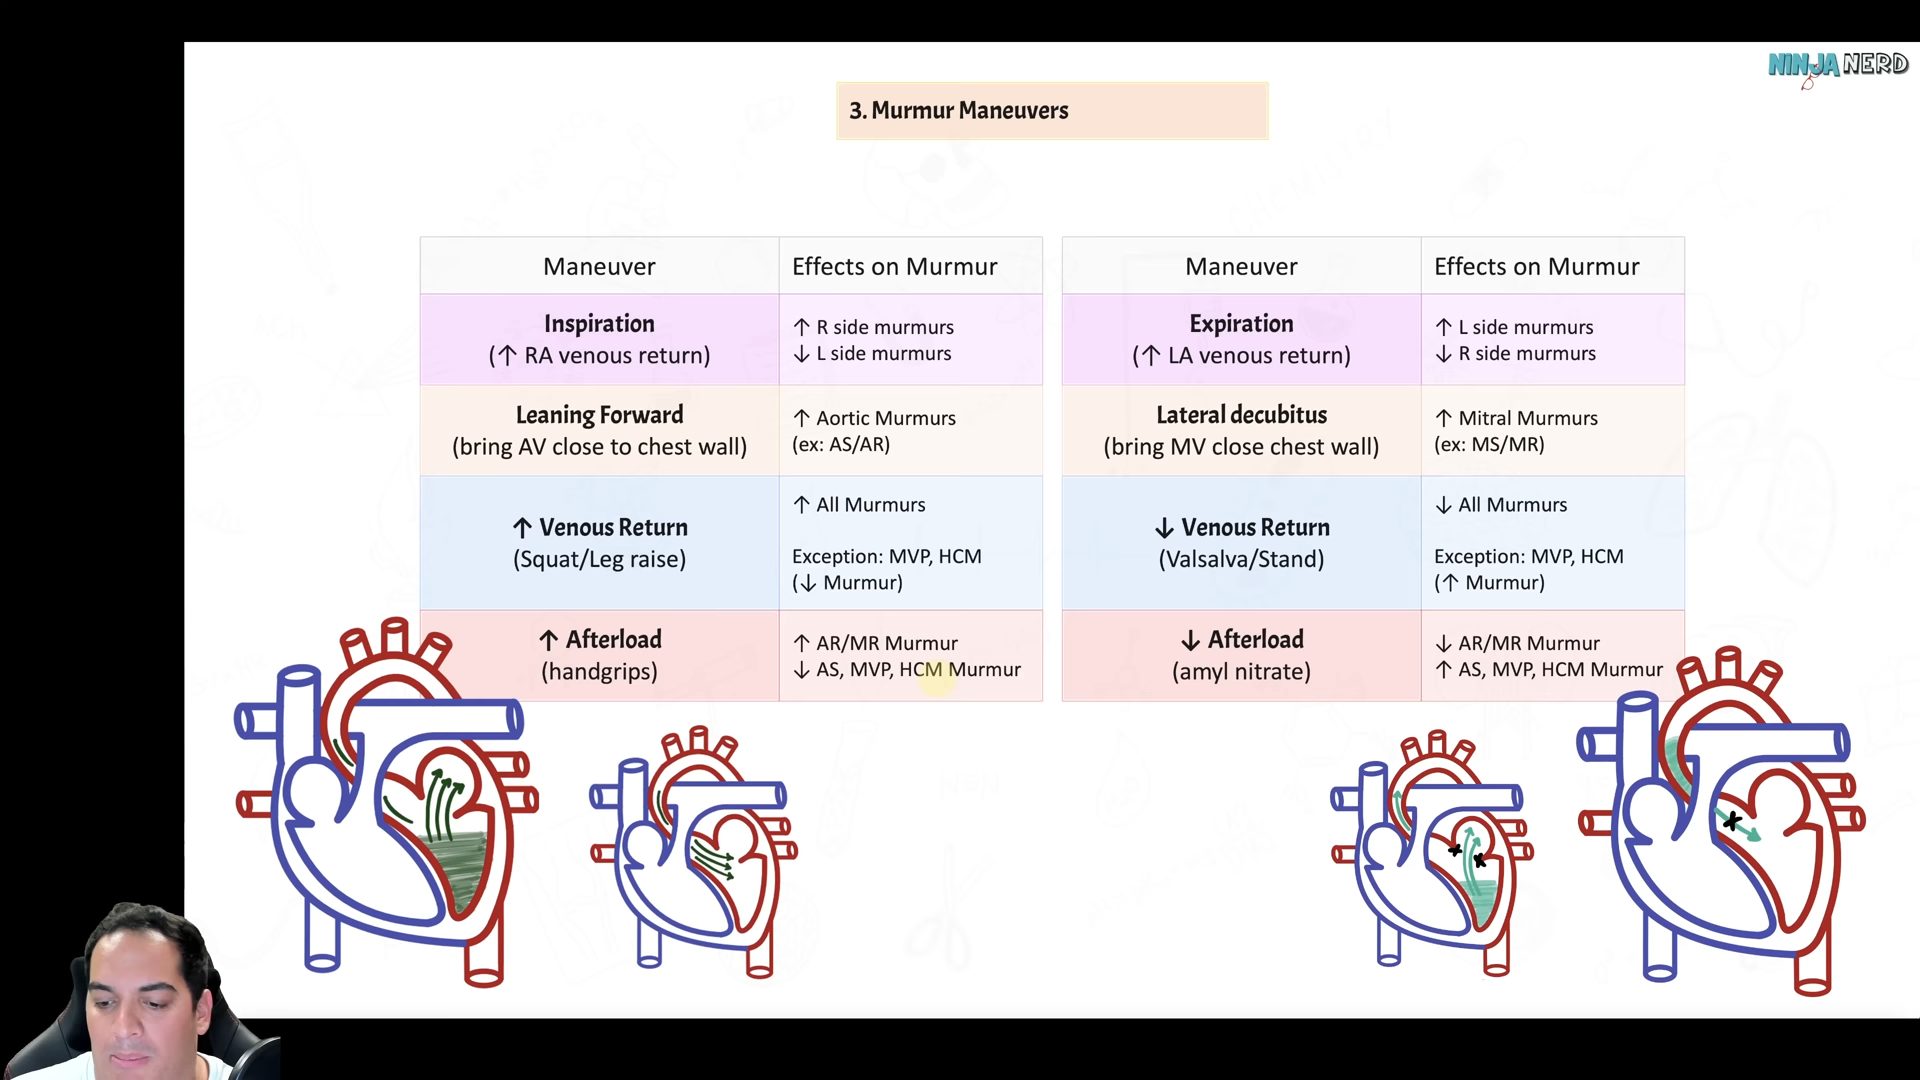 NINJA NERD
3. Murmur Maneuvers
Maneuver
Effects on Murmur
Inspiration
(↑ RA venous return)
↑ R side murmurs
↓ L side murmurs
Leaning Forward
(bring AV close to chest wall)
↑ Aortic Murmurs
(ex: AS/AR)
↑ Venous Return
(Squat/Leg raise)
↑ All Murmurs
Exception: MVP, HCM
(↓ Murmur)
↑ Afterload
(handgrips)
↑ AR/MR Murmur
↓ AS, MVP, HCM Murmur
Maneuver
Effects on Murmur
Expiration
(↑ LA venous return)
↑ L side murmurs
↓ R side murmurs
Lateral decubitus
(bring MV close chest wall)
↑ Mitral Murmurs
(ex: MS/MR)
↓ Venous Return
(Valsalva/Stand)
↓ All Murmurs
Exception: MVP, HCM
(↑ Murmur)
↓ Afterload
(amyl nitrate)
↓ AR/MR Murmur
↑ AS, MVP, HCM Murmur